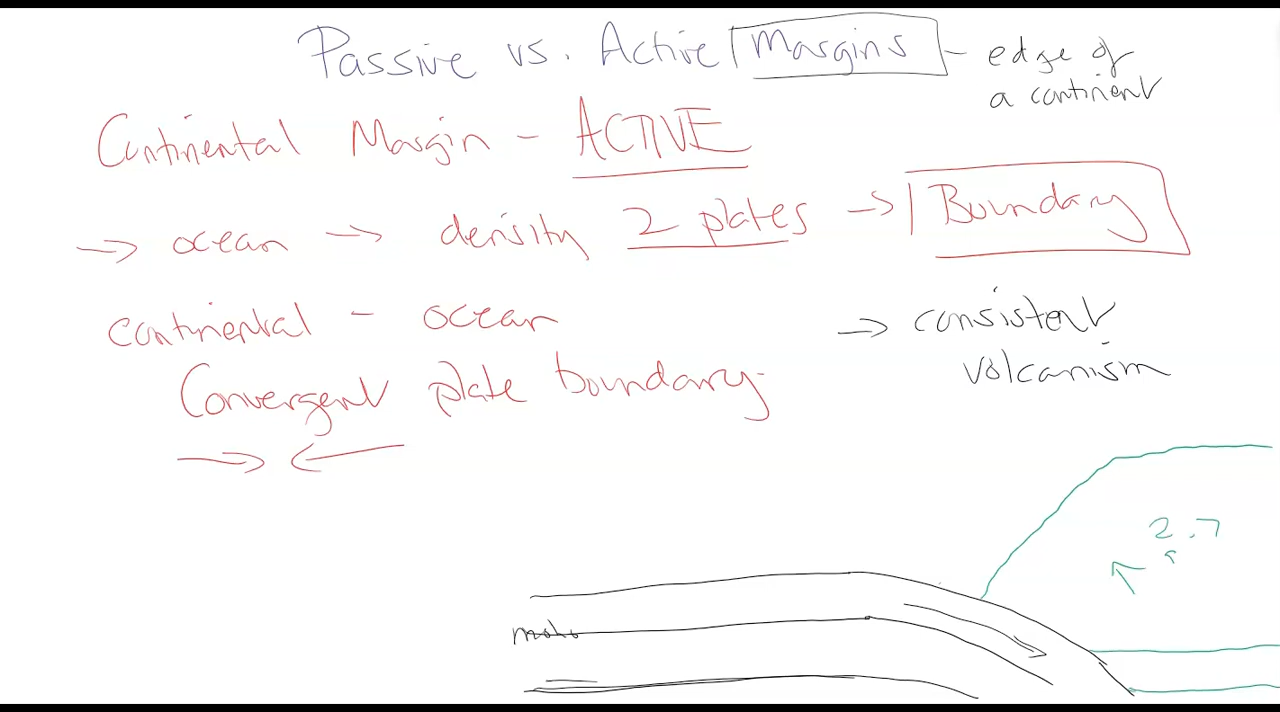 Passive vs. Active Margins - edge of
a continent
Continental Margin - ACTIVE
→ ocean → density 2 plates → Boundary
continental - ocean
→ consistent
volcanism
Convergent plate boundary
→ ←
2.7
moho